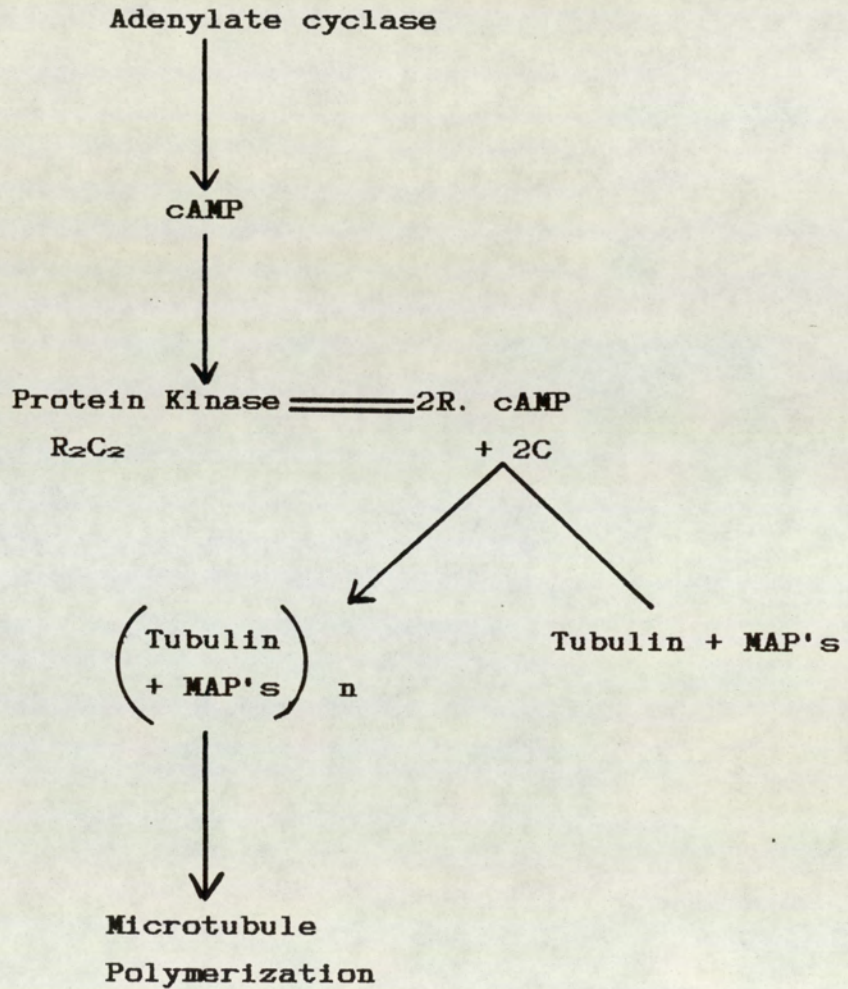 Adenylate cyclase
cAMP
Protein Kinase 2R. cAMP
R₂C₂ + 2C
Tubulin Tubulin + MAP's
+ MAP's n
Microtubule
Polymerization